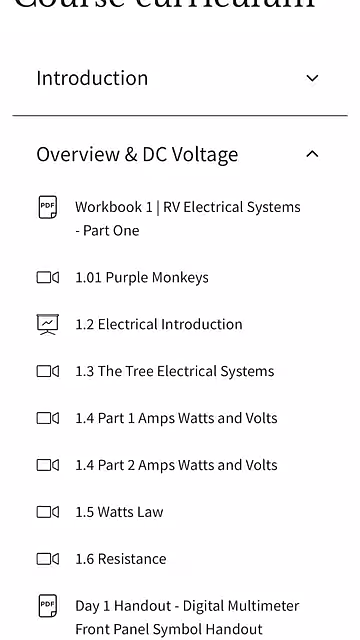 Course curriculum
Introduction
Overview & DC Voltage
PDF
Workbook 1 | RV Electrical Systems
- Part One
1.01 Purple Monkeys
1.2 Electrical Introduction
1.3 The Tree Electrical Systems
1.4 Part 1 Amps Watts and Volts
1.4 Part 2 Amps Watts and Volts
1.5 Watts Law
1.6 Resistance
PDF
Day 1 Handout - Digital Multimeter
Front Panel Symbol Handout